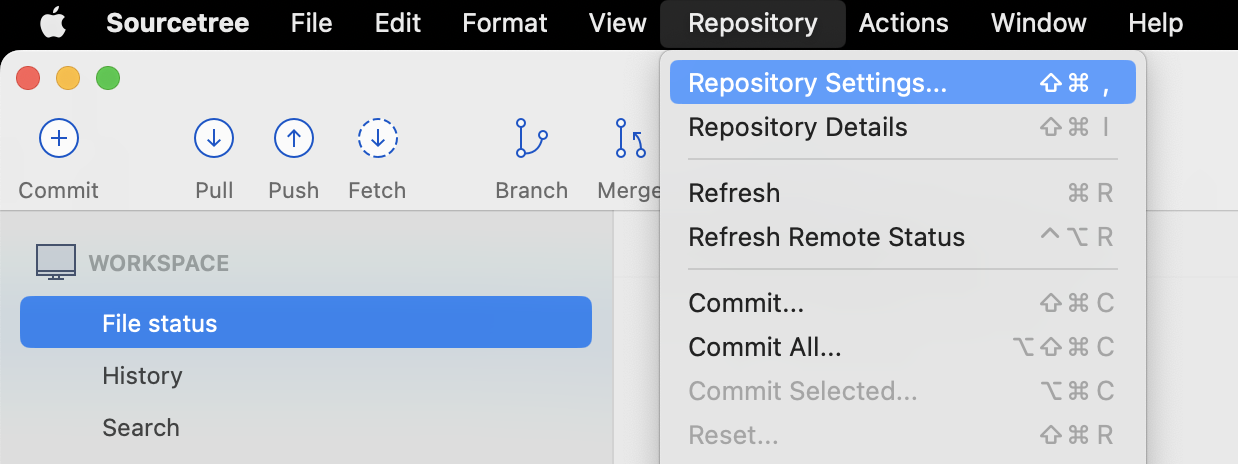 Sourcetree File Edit Format View Repository Actions Window Help
Repository Settings... ⇧⌘ ,
Repository Details ⇧⌘ I
Commit Pull Push Fetch Branch Merge
Refresh ⌘ R
Refresh Remote Status ^⌥ R
WORKSPACE
Commit... ⇧⌘ C
File status
Commit All... ⌥⇧⌘ C
History
Commit Selected... ⌥⌘ C
Search
Reset... ⇧⌘ R